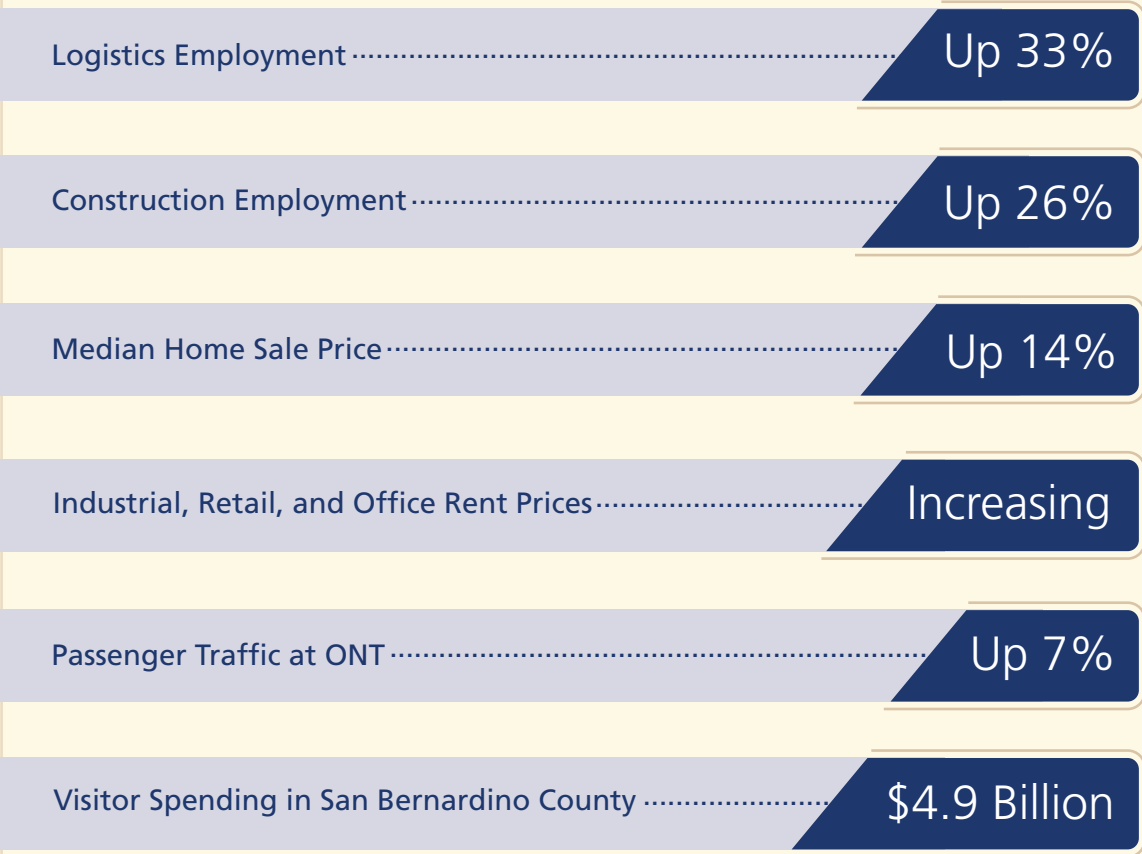 Logistics Employment Up 33%
Construction Employment Up 26%
Median Home Sale Price Up 14%
Industrial, Retail, and Office Rent Prices Increasing
Passenger Traffic at ONT Up 7%
Visitor Spending in San Bernardino County $4.9 Billion